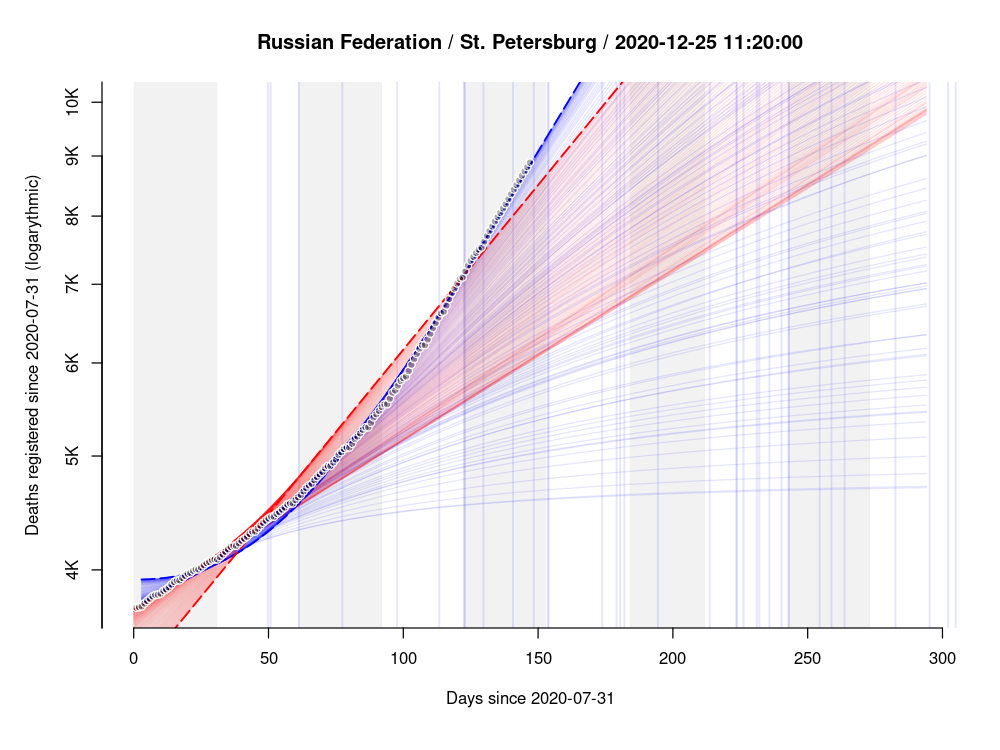 Russian Federation / St. Petersburg / 2020-12-25 11:20:00
Deaths registered since 2020-07-31 (logarythmic)
10K
9K
8K
7K
6K
5K
4K
0 50 100 150 200 250 300
Days since 2020-07-31